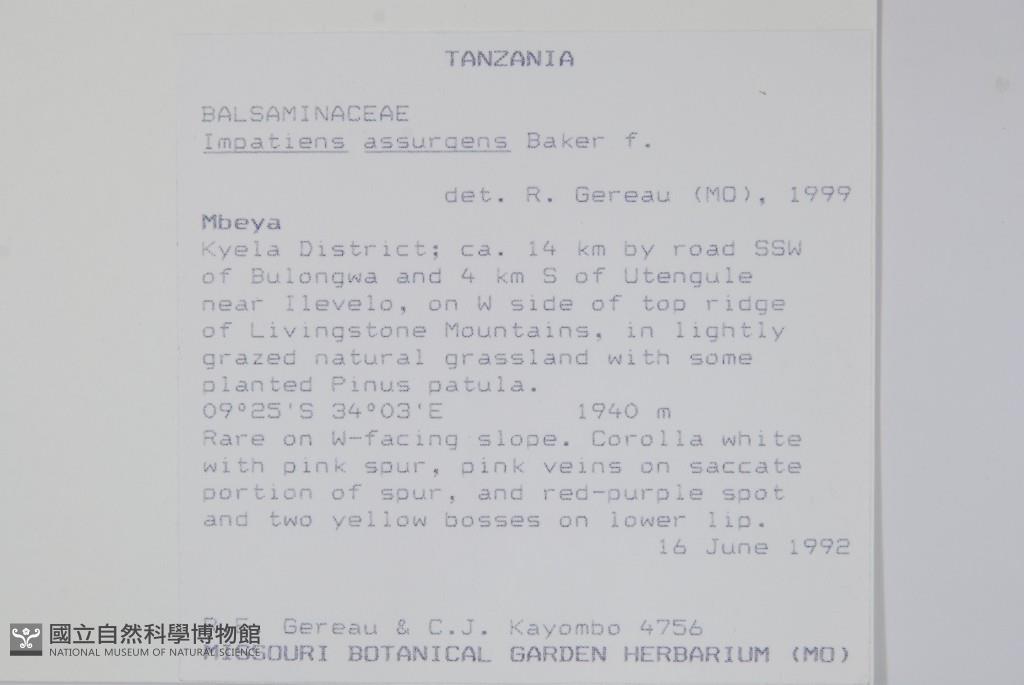 TANZANIA
BALSAMINACEAE
Impatiens assurgens Baker f.
det. R. Gereau (MO), 1999
Mbeya
Kyela District; ca. 14 km by road SSW
of Bulongwa and 4 km S of Utengule
near Ilevelo, on W side of top ridge
of Livingstone Mountains, in lightly
grazed natural grassland with some
planted Pinus patula.
09°25'S 34°03'E 1940 m
Rare on W-facing slope. Corolla white
with pink spur, pink veins on saccate
portion of spur, and red-purple spot
and two yellow bosses on lower lip.
16 June 1992
Gereau & C.J. Kayombo 4756
MISSOURI BOTANICAL GARDEN HERBARIUM (MO)
國立自然科學博物館
NATIONAL MUSEUM OF NATURAL SCIENCE